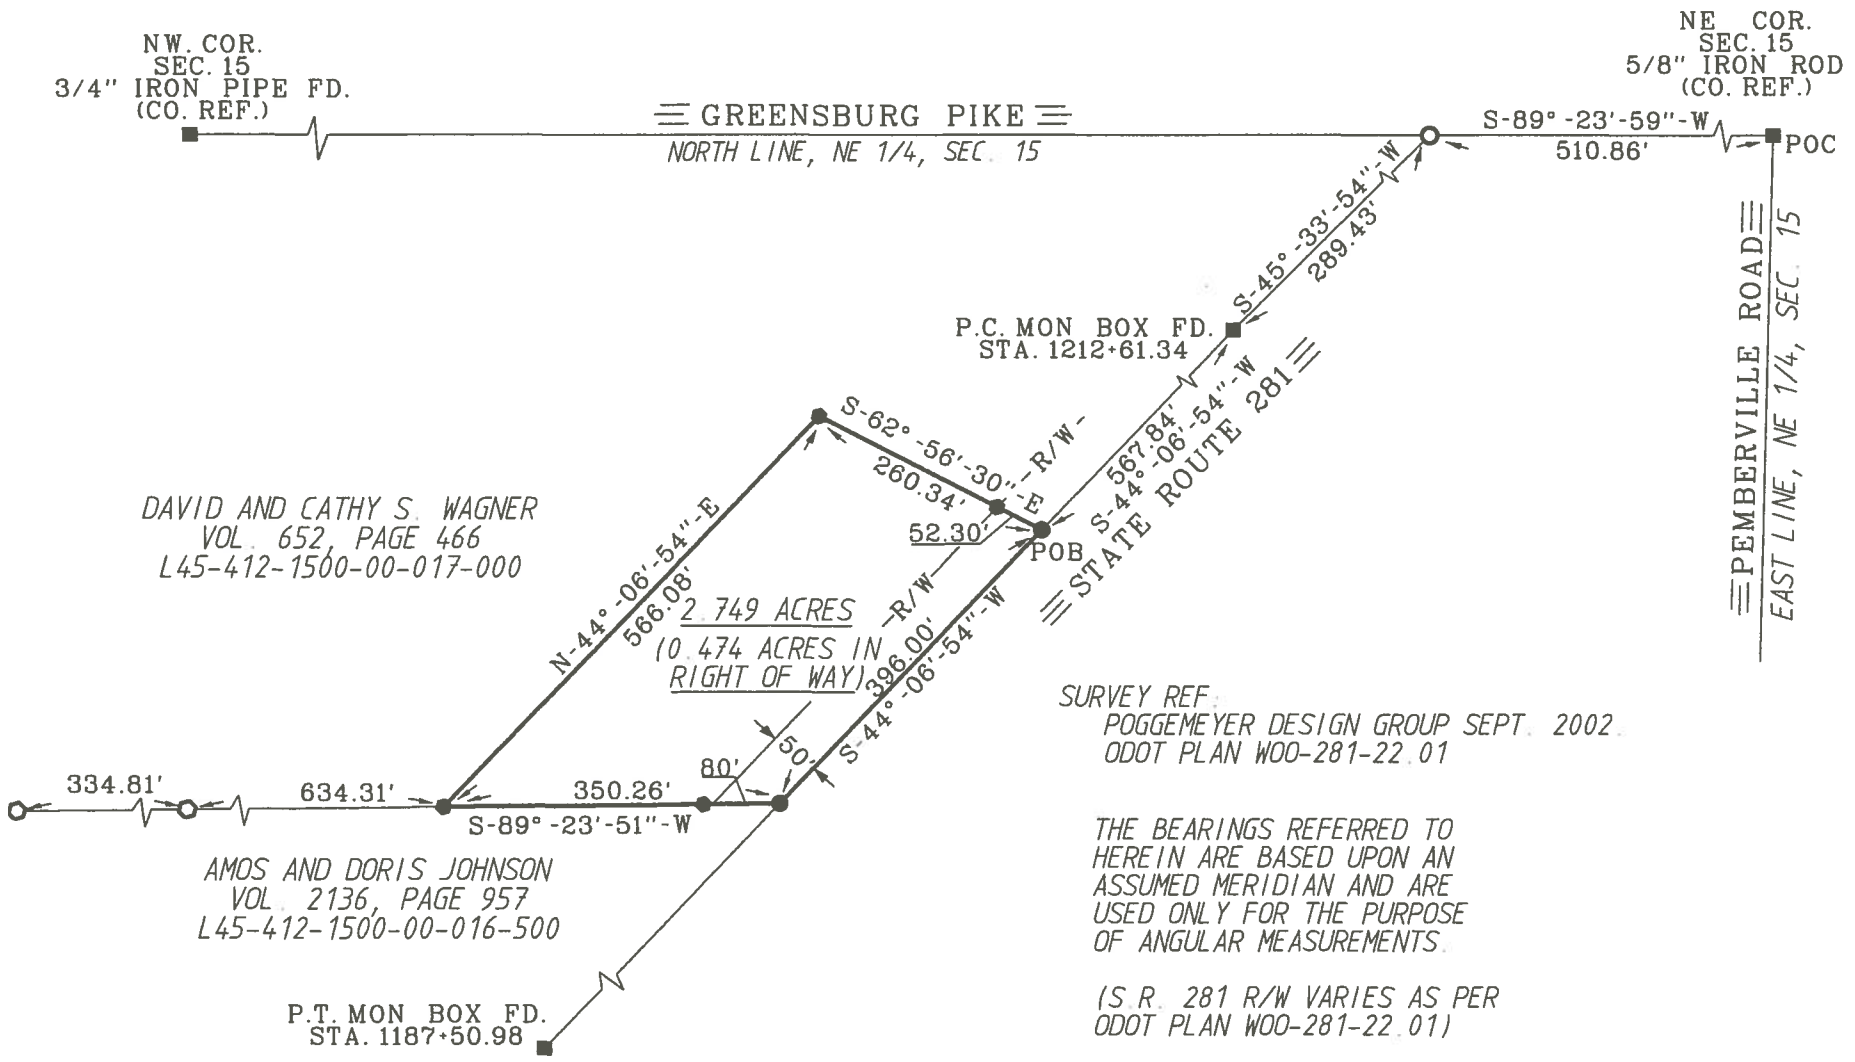 NW. COR.
SEC. 15
3/4" IRON PIPE FD.
(CO. REF.)
GREENSBURG PIKE
NORTH LINE, NE 1/4, SEC. 15
NE COR.
SEC. 15
5/8" IRON ROD
(CO. REF.)
S-89°-23'-59"-W
510.86'
POC
S-45°-33'-54"-W
289.43'
PEMBERVILLE ROAD
EAST LINE, NE 1/4, SEC. 15
P.C. MON BOX FD.
STA. 1212+61.34
567.84'
S-44°-06'-54"-W
STATE ROUTE 281
S-62°-56'-30"-E
260.34'
R/W
52.30'
POB
DAVID AND CATHY S. WAGNER
VOL. 652, PAGE 466
L45-412-1500-00-017-000
N-44°-06'-54"-E
566.08'
2.749 ACRES
(0.474 ACRES IN
RIGHT OF WAY)
R/W
396.00'
S-44°-06'-54"-W
50'
80'
334.81'
634.31'
350.26'
S-89°-23'-51"-W
AMOS AND DORIS JOHNSON
VOL. 2136, PAGE 957
L45-412-1500-00-016-500
P.T. MON BOX FD.
STA. 1187+50.98
SURVEY REF:
POGGEMEYER DESIGN GROUP SEPT. 2002.
ODOT PLAN WOO-281-22.01
THE BEARINGS REFERRED TO
HEREIN ARE BASED UPON AN
ASSUMED MERIDIAN AND ARE
USED ONLY FOR THE PURPOSE
OF ANGULAR MEASUREMENTS.
(S.R. 281 R/W VARIES AS PER
ODOT PLAN WOO-281-22.01)